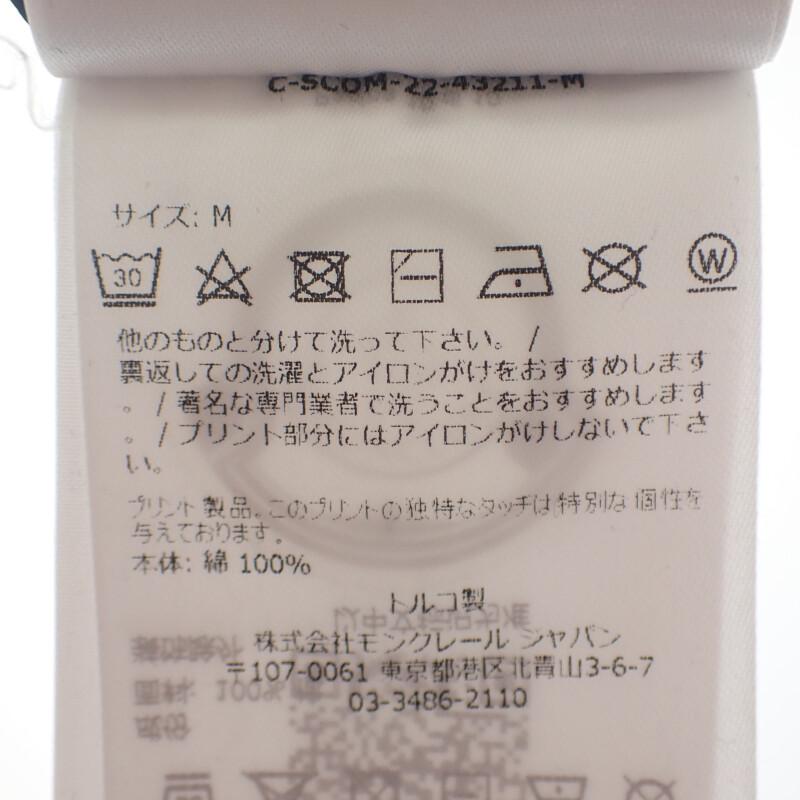 C-SCOM-22-43211-M
サイズ: M
30
W
他のものと分けて洗って下さい。 /
裏返しての洗濯とアイロンがけをおすすめします
。 / 著名な専門業者で洗うことをおすすめします
。 / プリント部分にはアイロンがけしないで下さ
い。
プリント製品。このプリントの独特なタッチは特別な個性を
与えております。
本体: 綿 100%
トルコ製
株式会社モンクレール ジャパン
〒107-0061 東京都港区北青山3-6-7
03-3486-2110